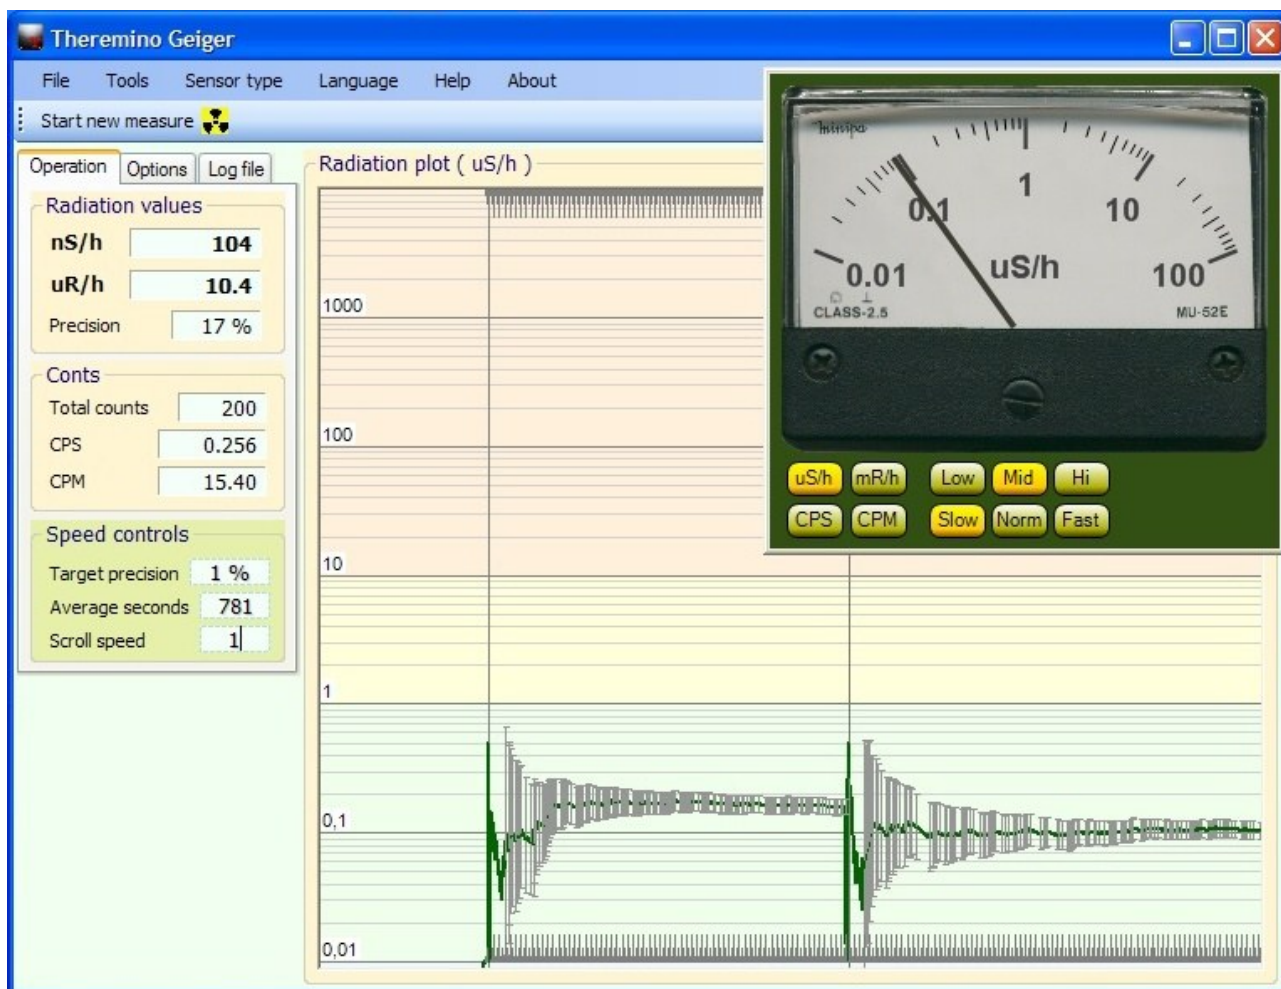 Theremino Geiger
File Tools Sensor type Language Help About
Start new measure
Operation Options Log file
Radiation values
nS/h 104
uR/h 10.4
Precision 17 %
Conts
Total counts 200
CPS 0.256
CPM 15.40
Speed controls
Target precision 1 %
Average seconds 781
Scroll speed 1
Radiation plot ( uS/h )
1000
100
10
1
0,1
0,01
minipa
0.01 0.1 1 10 100
uS/h
CLASS-2.5 MU-52E
uS/h mR/h Low Mid Hi
CPS CPM Slow Norm Fast